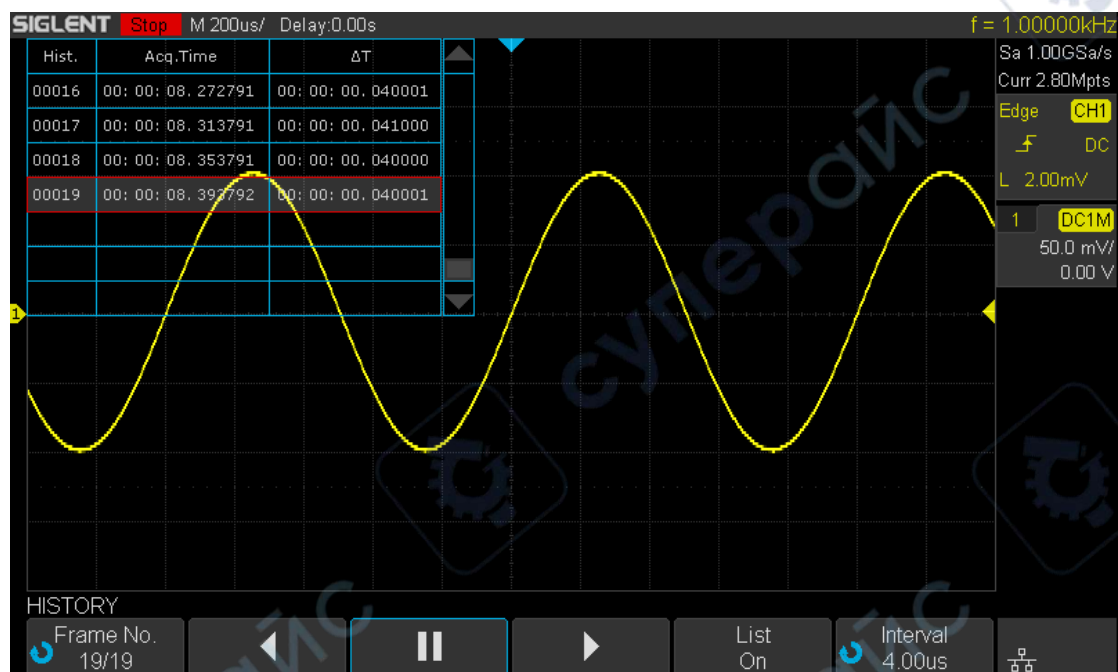 SIGLENT Stop M 200us/ Delay:0.00s f = 1.00000kHz
Sa 1.00GSa/s
Curr 2.80Mpts
Edge CH1
DC
L 2.00mV
1 DC1M
50.0 mV/
0.00 V
Hist. Acq.Time ΔT
00016 00: 00: 08. 272791 00: 00: 00. 040001
00017 00: 00: 08. 313791 00: 00: 00. 041000
00018 00: 00: 08. 353791 00: 00: 00. 040000
00019 00: 00: 08. 393792 00: 00: 00. 040001
1
суперайс
HISTORY
Frame No.
19/19
List
On
Interval
4.00us